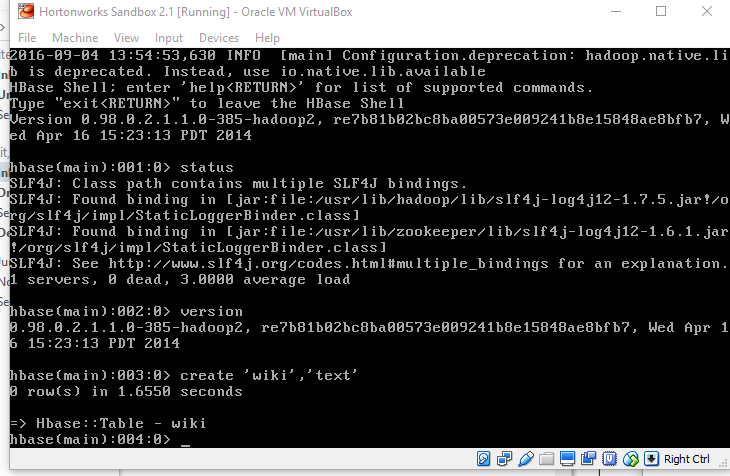 Hortonworks Sandbox 2.1 [Running] - Oracle VM VirtualBox
File Machine View Input Devices Help
2016-09-04 13:54:53,630 INFO  [main] Configuration.deprecation: hadoop.native.li
b is deprecated. Instead, use io.native.lib.available
HBase Shell; enter 'help<RETURN>' for list of supported commands.
Type "exit<RETURN>" to leave the HBase Shell
Version 0.98.0.2.1.1.0-385-hadoop2, re7b81b02bc8ba00573e009241b8e15848ae8bfb7, W
ed Apr 16 15:23:13 PDT 2014
hbase(main):001:0> status
SLF4J: Class path contains multiple SLF4J bindings.
SLF4J: Found binding in [jar:file:/usr/lib/hadoop/lib/slf4j-log4j12-1.7.5.jar!/o
rg/slf4j/impl/StaticLoggerBinder.class]
SLF4J: Found binding in [jar:file:/usr/lib/zookeeper/lib/slf4j-log4j12-1.6.1.jar
!/org/slf4j/impl/StaticLoggerBinder.class]
SLF4J: See http://www.slf4j.org/codes.html#multiple_bindings for an explanation.
1 servers, 0 dead, 3.0000 average load
hbase(main):002:0> version
0.98.0.2.1.1.0-385-hadoop2, re7b81b02bc8ba00573e009241b8e15848ae8bfb7, Wed Apr 1
6 15:23:13 PDT 2014
hbase(main):003:0> create 'wiki','text'
0 row(s) in 1.6550 seconds
=> Hbase::Table - wiki
hbase(main):004:0> _
Right Ctrl